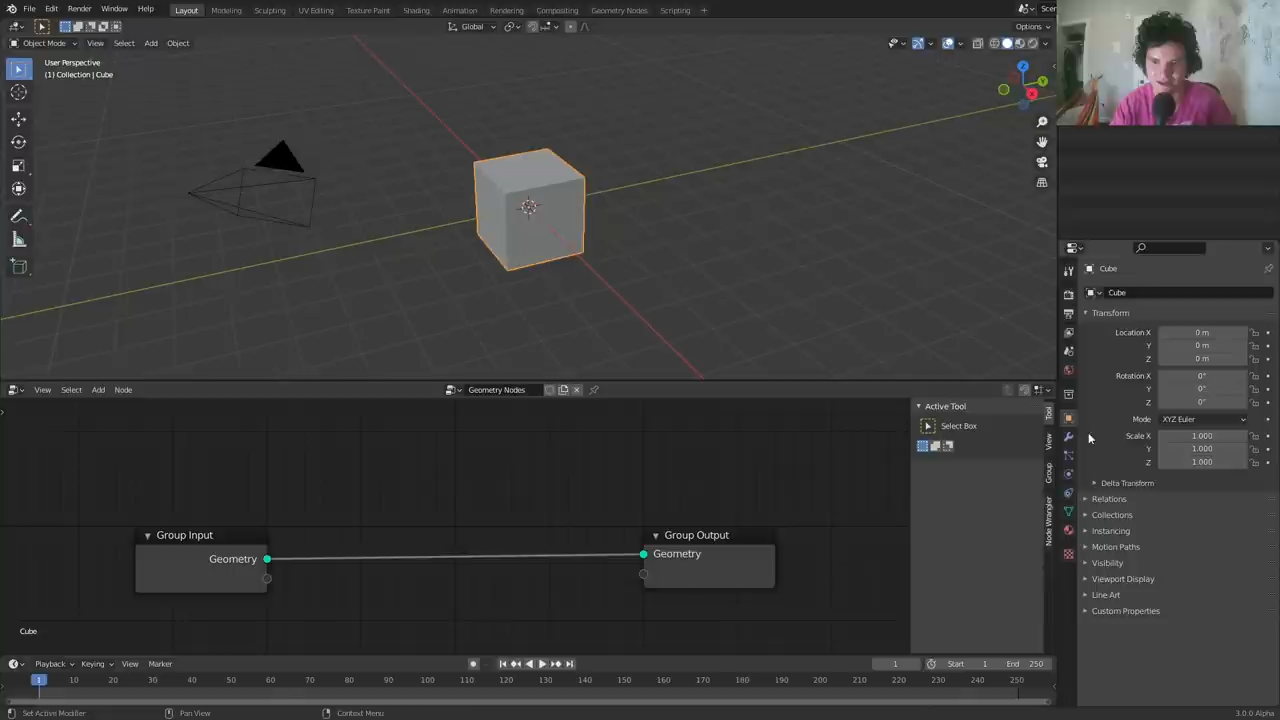 File Edit Render Window Help Layout Modeling Sculpting UV Editing Texture Paint Shading Animation Rendering Compositing Geometry Nodes Scripting + Scen
Global Options
Object Mode View Select Add Object
User Perspective
(1) Collection | Cube
Z
Y
X
Cube
Cube
Transform
Location X 0 m
Y 0 m
Z 0 m
Rotation X 0°
Y 0°
Z 0°
Mode XYZ Euler
Scale X 1.000
Y 1.000
Z 1.000
Delta Transform
Relations
Collections
Instancing
Motion Paths
Visibility
Viewport Display
Line Art
Custom Properties
View Select Add Node Geometry Nodes
Active Tool
Select Box
Tool
View
Group
Node Wrangler
Group Input
Geometry
Group Output
Geometry
Cube
Playback Keying View Marker 1 Start 1 End 250
1 10 20 30 40 50 60 70 80 90 100 110 120 130 140 150 160 170 180 190 200 210 220 230 240 250
Set Active Modifier Pan View Context Menu 3.0.0 Alpha